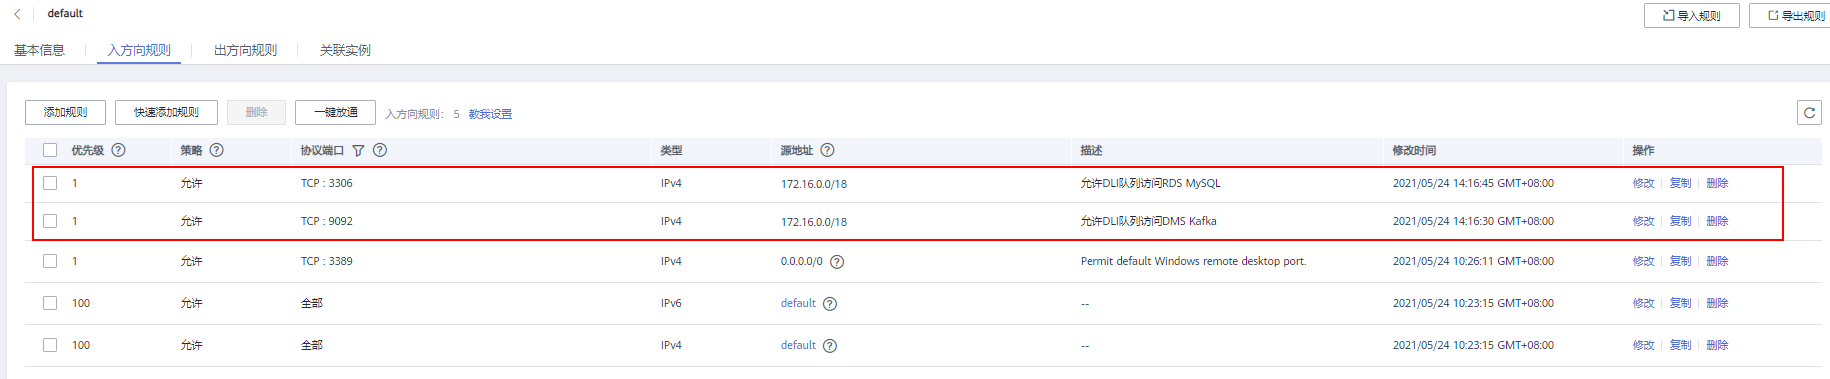 default
导入规则 导出规则
基本信息 入方向规则 出方向规则 关联实例
添加规则 快速添加规则 删除 一键放通 入方向规则: 5 教我设置
优先级 策略 协议端口 类型 源地址 描述 修改时间 操作
1 允许 TCP : 3306 IPv4 172.16.0.0/18 允许DLI队列访问RDS MySQL 2021/05/24 14:16:45 GMT+08:00 修改 复制 删除
1 允许 TCP : 9092 IPv4 172.16.0.0/18 允许DLI队列访问DMS Kafka 2021/05/24 14:16:30 GMT+08:00 修改 复制 删除
1 允许 TCP : 3389 IPv4 0.0.0.0/0 Permit default Windows remote desktop port. 2021/05/24 10:26:11 GMT+08:00 修改 复制 删除
100 允许 全部 IPv6 default -- 2021/05/24 10:23:15 GMT+08:00 修改 复制 删除
100 允许 全部 IPv4 default -- 2021/05/24 10:23:15 GMT+08:00 修改 复制 删除